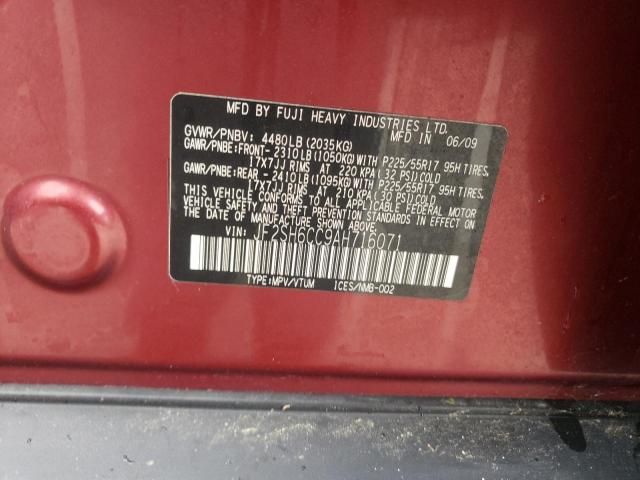 MFD BY FUJI HEAVY INDUSTRIES LTD.
GVWR/PNBV: 4480LB(2035KG) MFD IN 06/09
GAWR/PNBE:FRONT- 2310LB(1050KG)WITH P225/55R17 95H TIRES,
17X7JJ RIMS AT 220 KPA(32 PSI)COLD
GAWR/PNBE: REAR- 2410LB(1095KG)WITH P225/55R17 95H TIRES,
17X7JJ RIMS AT 210 KPA(30 PSI)COLD
THIS VEHICLE CONFORMS TO ALL APPLICABLE FEDERAL MOTOR
VEHICLE SAFETY AND THEFT PREVENTION STANDARDS IN EFFECT ON
THE DATE OF MANUFACTURE SHOWN ABOVE.
VIN: JF2SH6CC9AH716071
TYPE:MPV/VTUM ICES/NMB-002